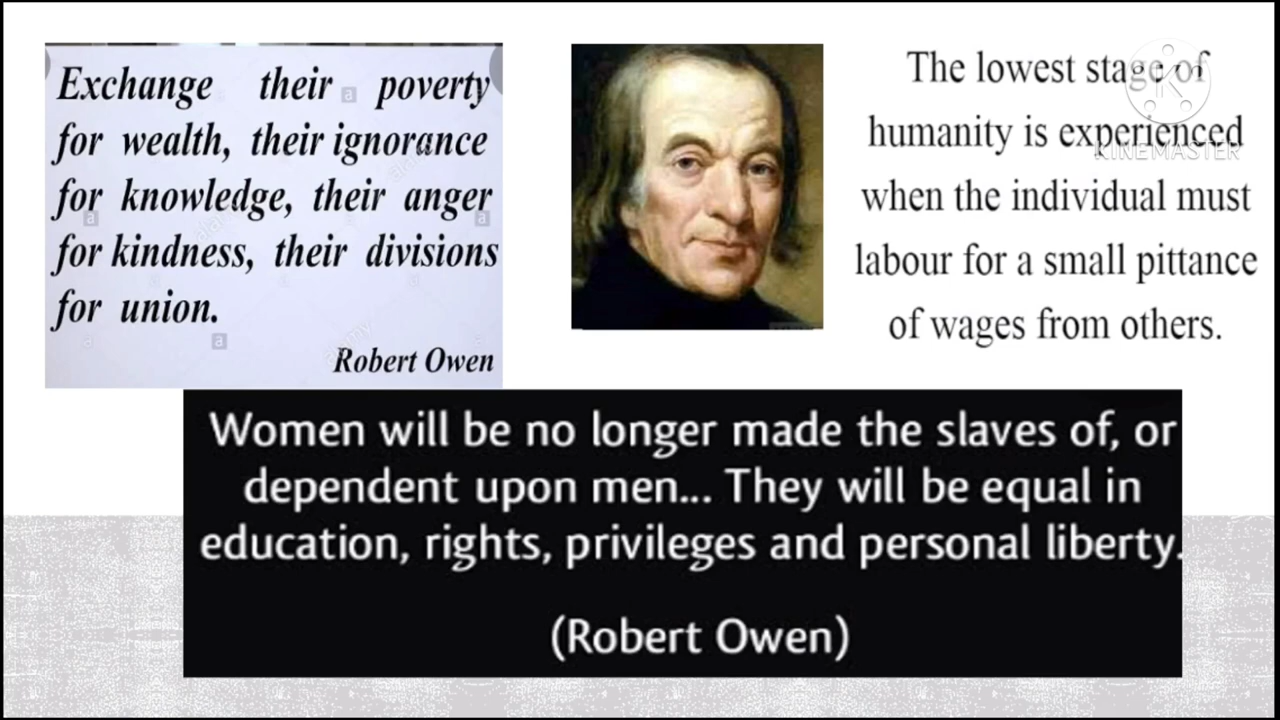 Exchange their poverty
for wealth, their ignorance
for knowledge, their anger
for kindness, their divisions
for union.
Robert Owen
The lowest stage of
humanity is experienced
when the individual must
labour for a small pittance
of wages from others.
KINEMASTER
Women will be no longer made the slaves of, or
dependent upon men... They will be equal in
education, rights, privileges and personal liberty.
(Robert Owen)